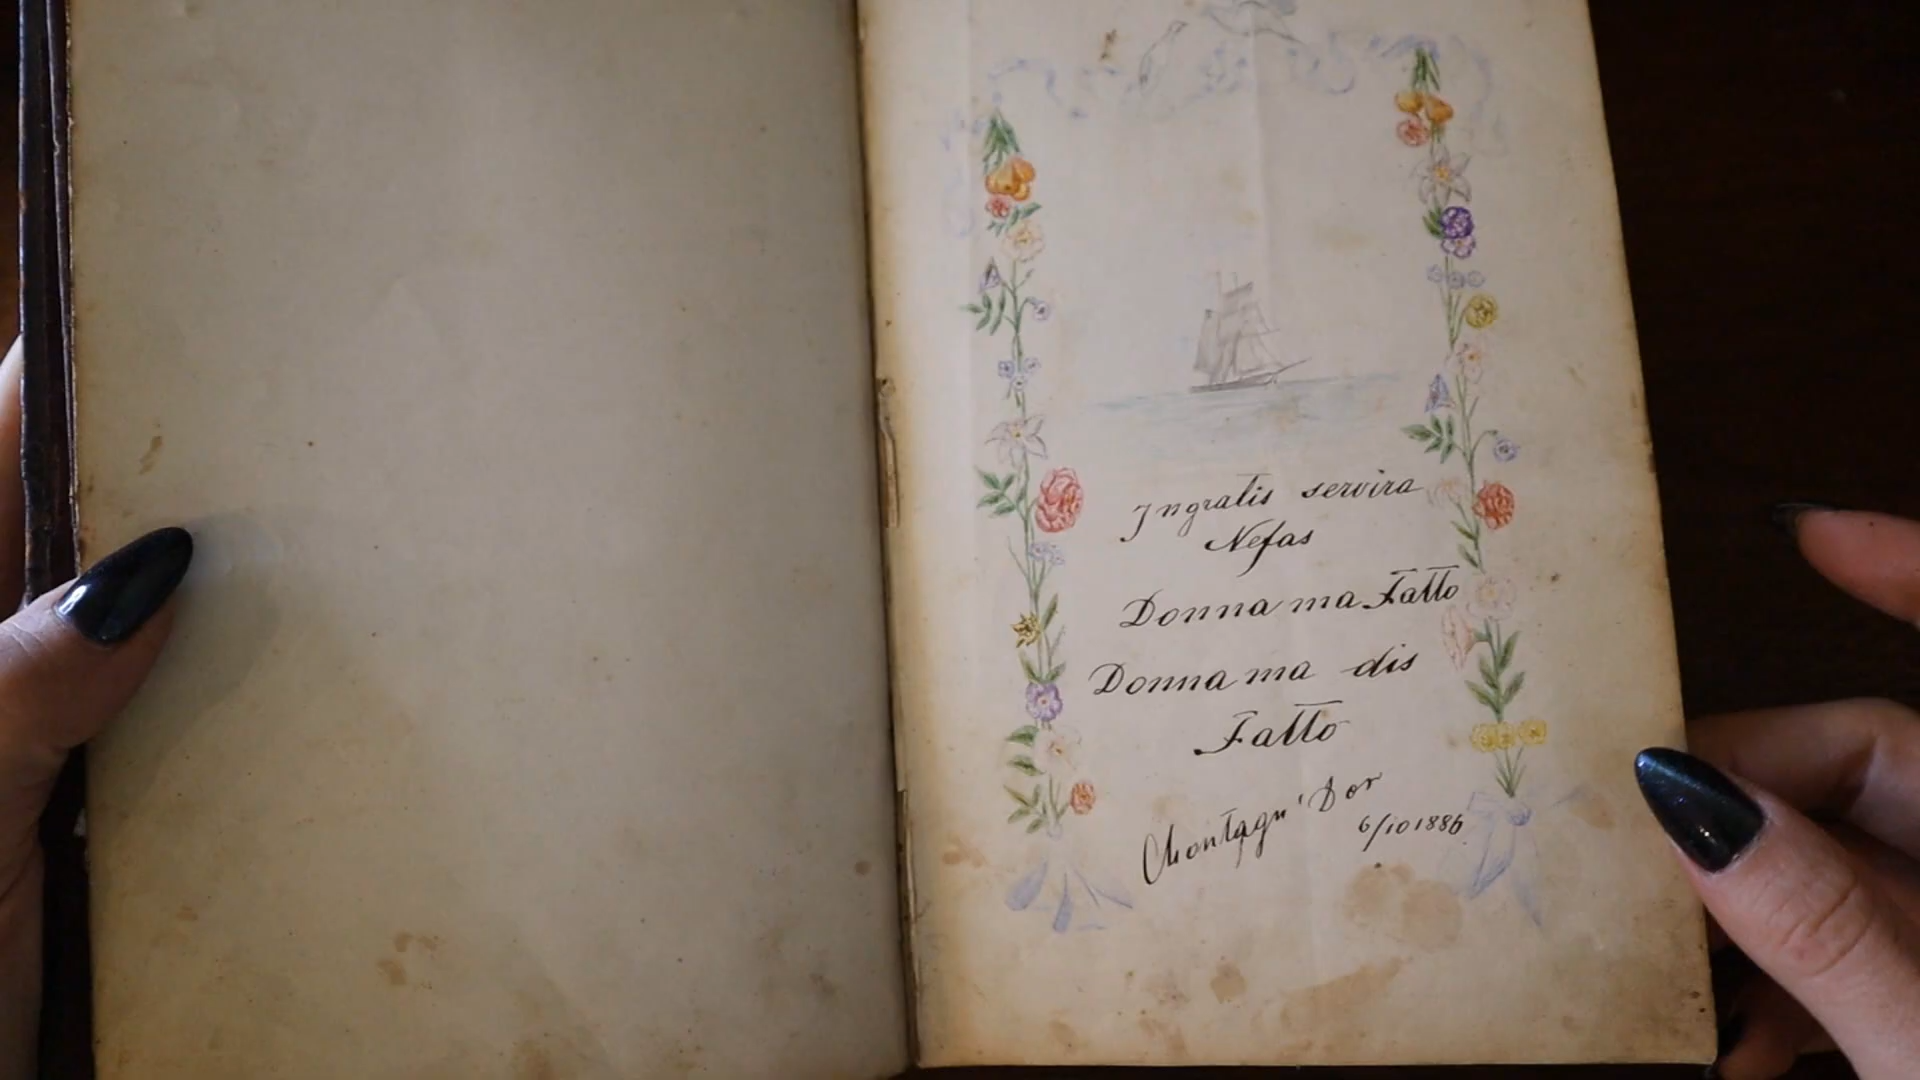 Ingratis servira
Nefas
Donna ma Fatto
Donna ma dis
Fatto
Montagu' Dor
6/10 1886